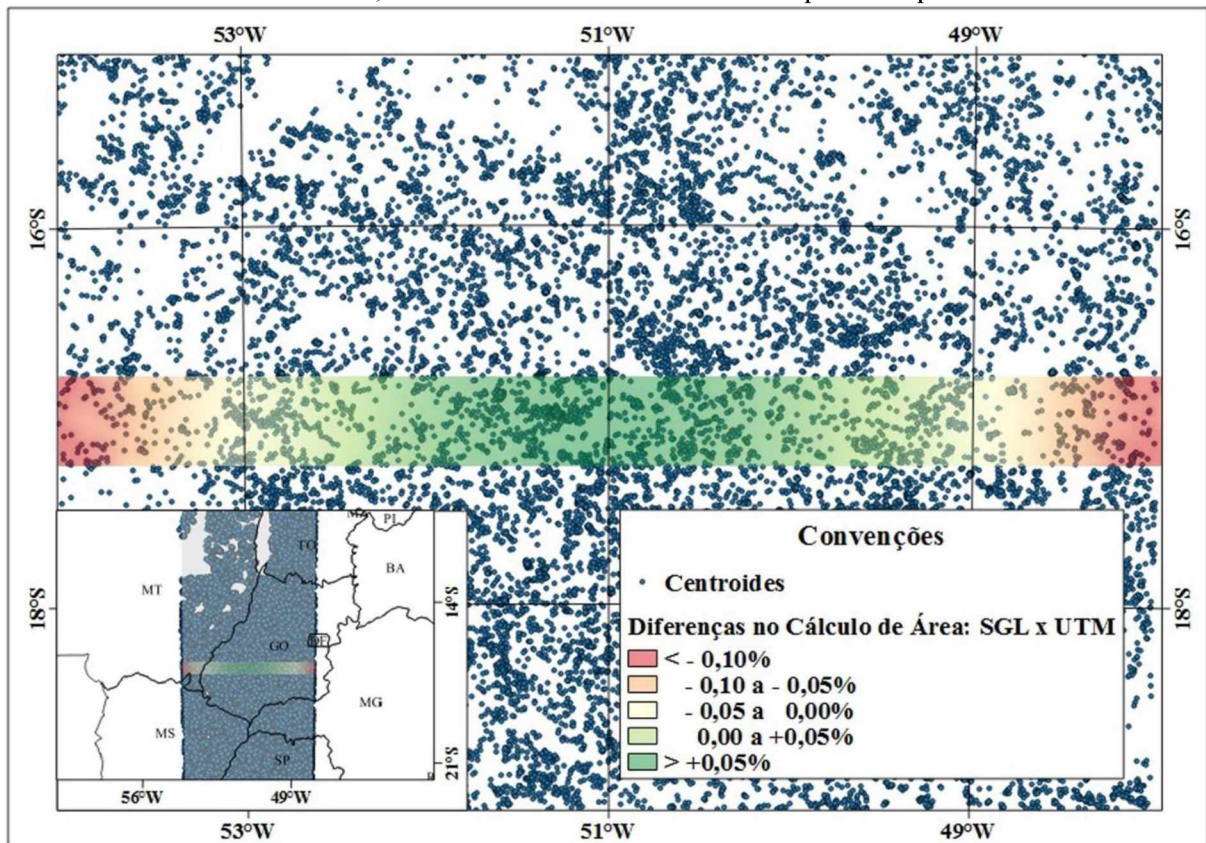 53°W 51°W 49°W
16°S 16°S
Convenções
Centroides
Diferenças no Cálculo de Área: SGL x UTM
< - 0,10%
- 0,10 a - 0,05%
- 0,05 a 0,00%
0,00 a +0,05%
> +0,05%
18°S 18°S
PI
TO
BA
MT
14°S
DF
GO
MG
MS
SP
21°S
56°W 49°W
53°W 51°W 49°W